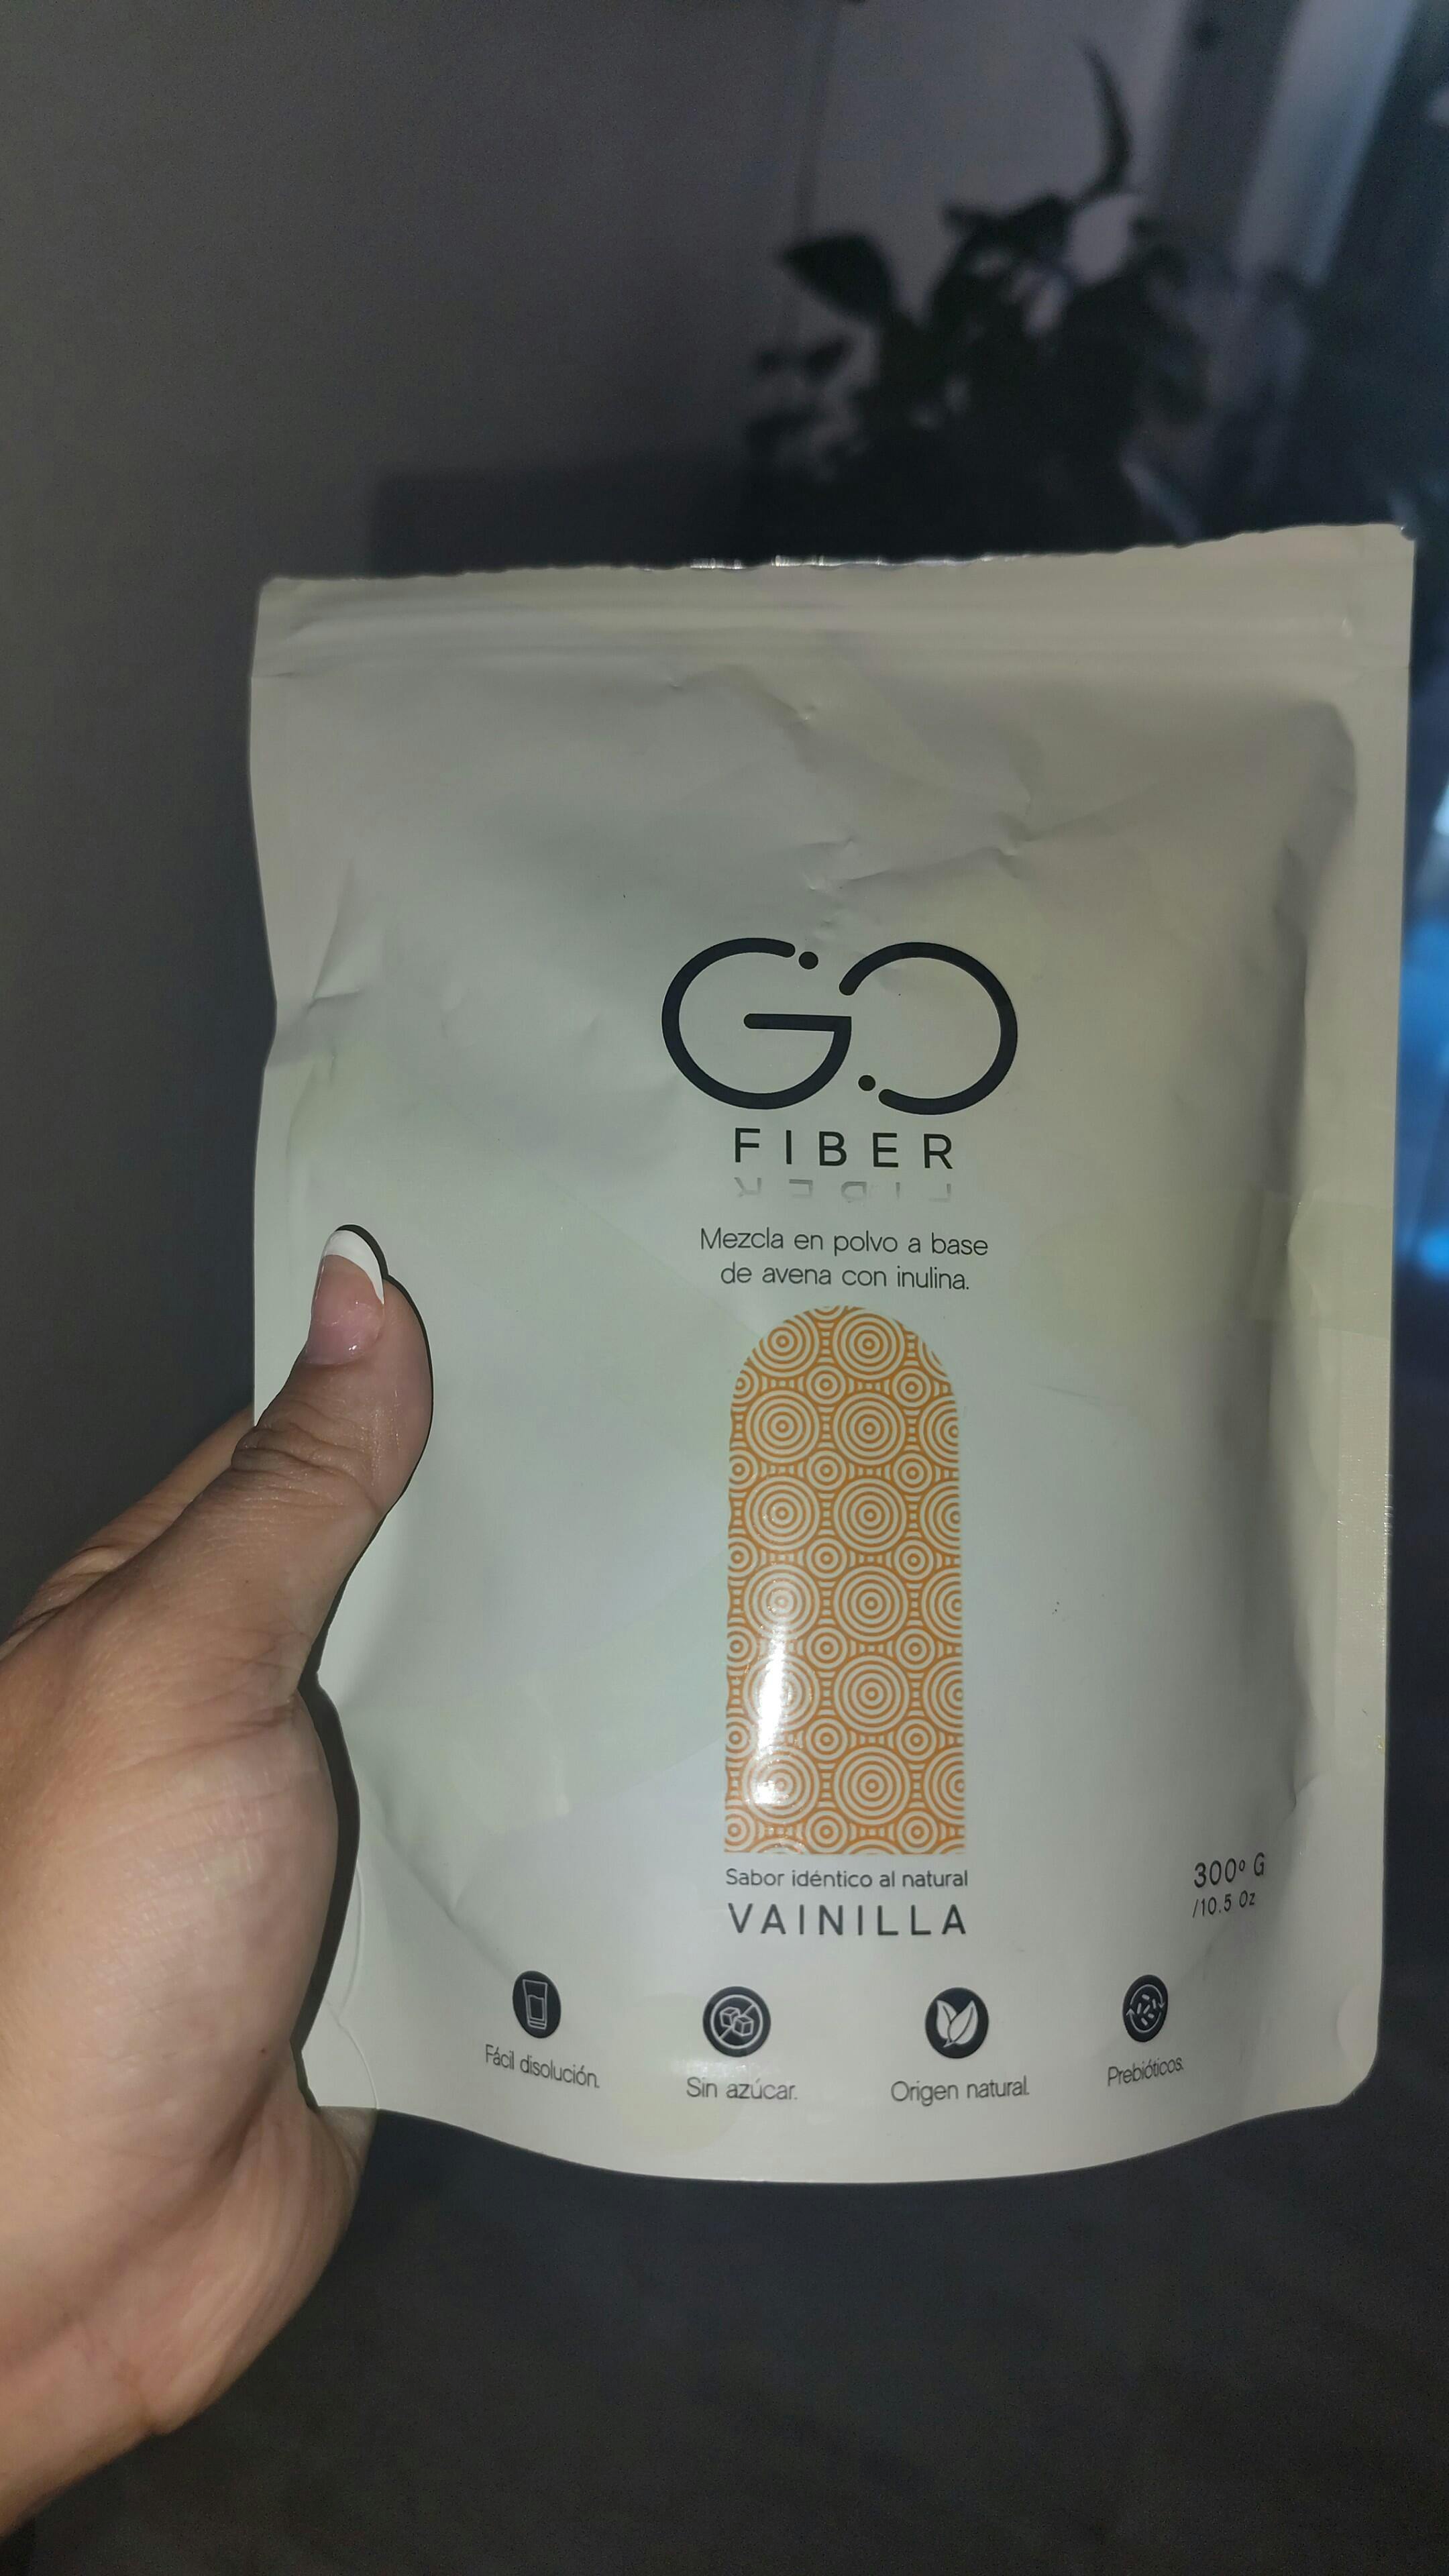 GO
FIBER
Mezcla en polvo a base
de avena con inulina.
Sabor idéntico al natural
VAINILLA
300º G
/10.5 Oz
Fácil disolución.
Sin azúcar.
Origen natural.
Prebióticos.